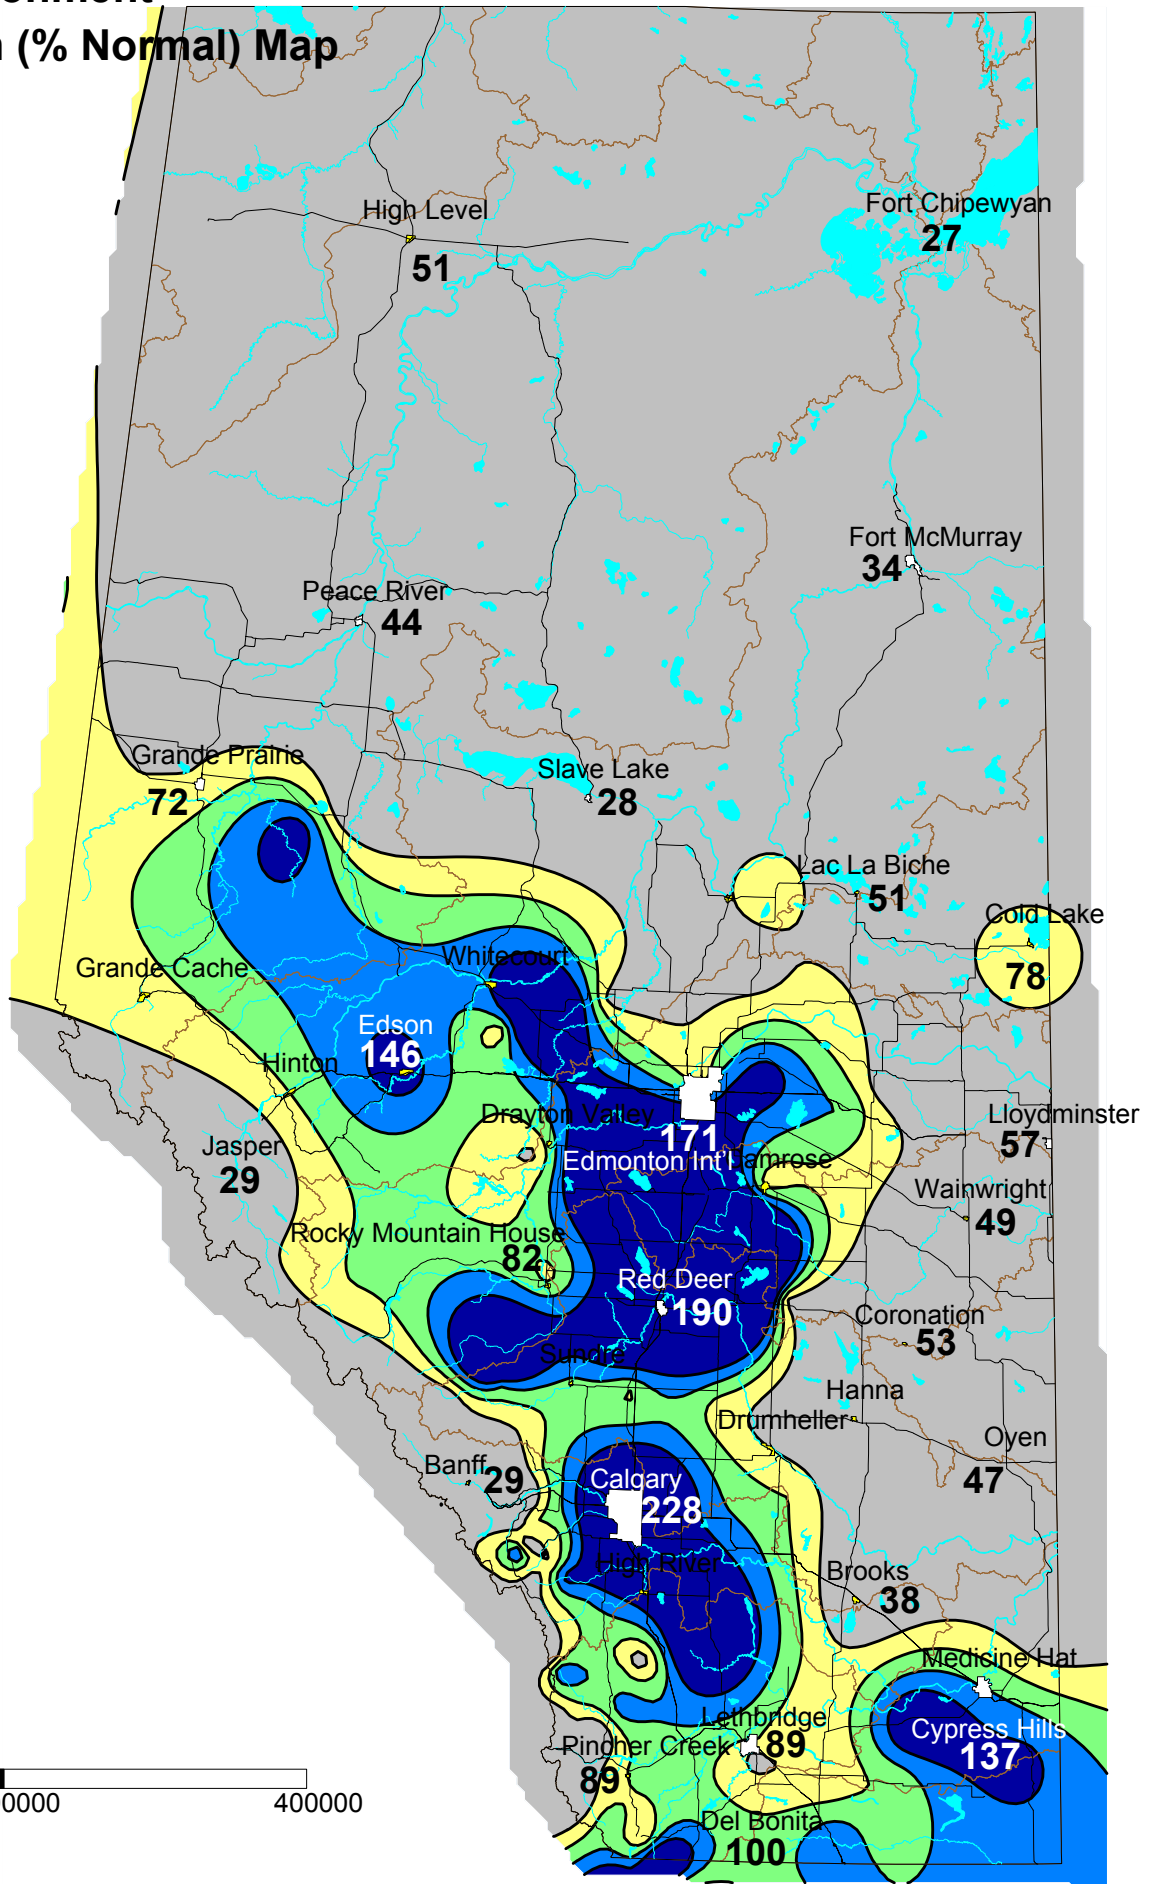 (% Normal) Map
High Level
51
Fort Chipewyan
27
Fort McMurray
34
Peace River
44
Grande Prairie
72
Slave Lake
28
Lac La Biche
51
Cold Lake
78
Whitecourt
Grande Cache
Edson
146
Hinton
Drayton Valley
171
Edmonton Int'l
Camrose
Lloydminster
57
Jasper
29
Wainwright
49
Rocky Mountain House
82
Red Deer
190
Coronation
53
Sundre
Hanna
Drumheller
Oyen
47
Banff
29
Calgary
228
High River
Brooks
38
Medicine Hat
Lethbridge
89
Cypress Hills
137
Pincher Creek
89
Del Bonita
100
400000